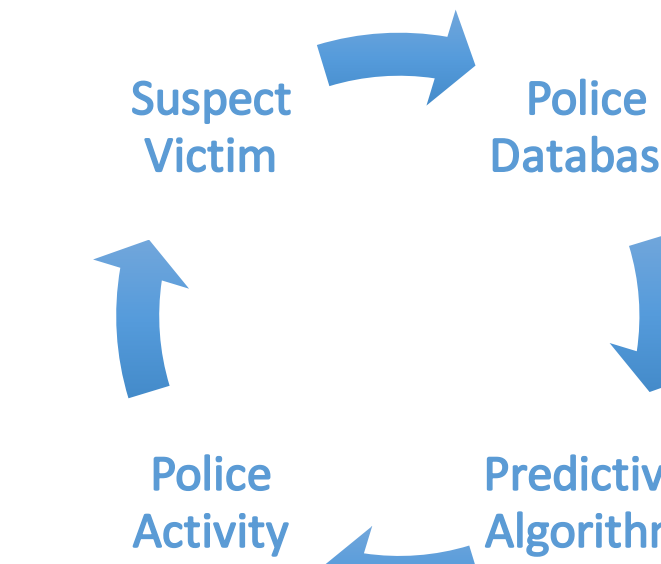 Suspect
Victim
Police
Databas
Predictiv
Algorith
Police
Activity